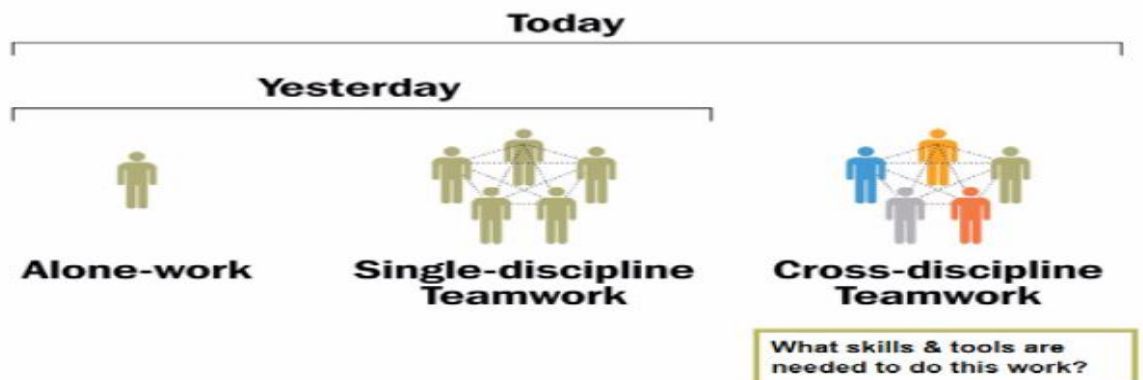 Today
Yesterday
Alone-work
Single-discipline
Teamwork
Cross-discipline
Teamwork
What skills & tools are
needed to do this work?